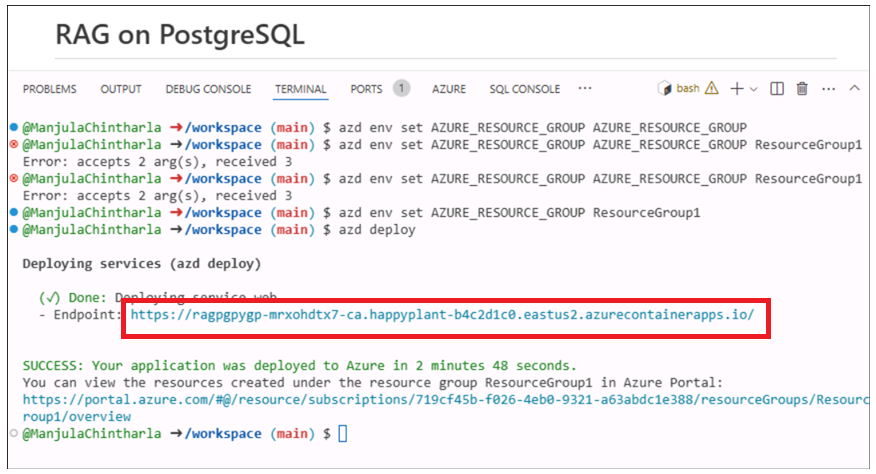 RAG on PostgreSQL
PROBLEMS OUTPUT DEBUG CONSOLE TERMINAL PORTS 1 AZURE SQL CONSOLE ··· bash ···
@ManjulaChintharla ➜/workspace (main) $ azd env set AZURE_RESOURCE_GROUP AZURE_RESOURCE_GROUP
@ManjulaChintharla ➜/workspace (main) $ azd env set AZURE_RESOURCE_GROUP AZURE_RESOURCE_GROUP ResourceGroup1
Error: accepts 2 arg(s), received 3
@ManjulaChintharla ➜/workspace (main) $ azd env set AZURE_RESOURCE_GROUP AZURE_RESOURCE_GROUP ResourceGroup1
Error: accepts 2 arg(s), received 3
@ManjulaChintharla ➜/workspace (main) $ azd env set AZURE_RESOURCE_GROUP ResourceGroup1
@ManjulaChintharla ➜/workspace (main) $ azd deploy
Deploying services (azd deploy)
(✓) Done: Deploying service web
- Endpoint: https://ragpgpygp-mrxohdtx7-ca.happyplant-b4c2d1c0.eastus2.azurecontainerapps.io/
SUCCESS: Your application was deployed to Azure in 2 minutes 48 seconds.
You can view the resources created under the resource group ResourceGroup1 in Azure Portal:
https://portal.azure.com/#@/resource/subscriptions/719cf45b-f026-4eb0-9321-a63abdc1e388/resourceGroups/Resourc
roup1/overview
@ManjulaChintharla ➜/workspace (main) $